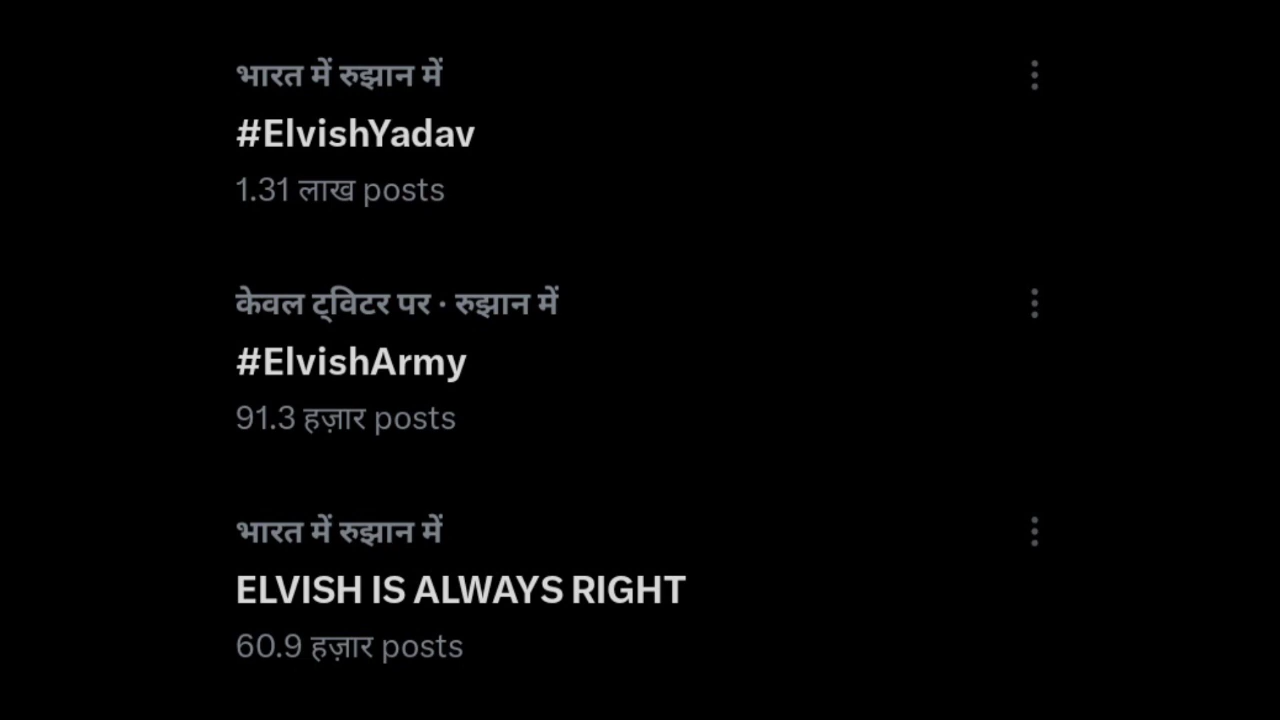 भारत में रुझान में
#ElvishYadav
1.31 लाख posts
केवल ट्विटर पर · रुझान में
#ElvishArmy
91.3 हज़ार posts
भारत में रुझान में
ELVISH IS ALWAYS RIGHT
60.9 हज़ार posts